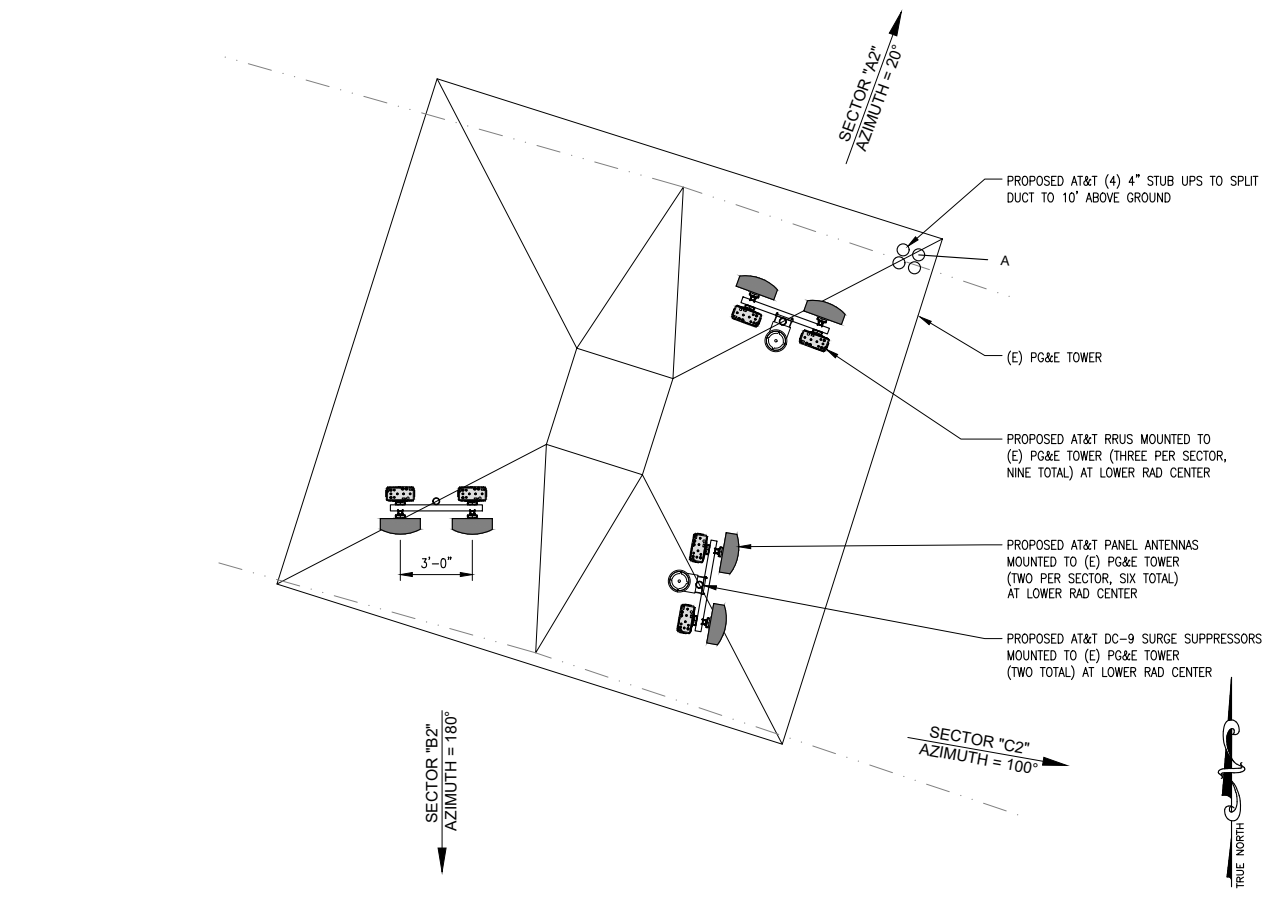 SECTOR "A2"
AZIMUTH = 20°
PROPOSED AT&T (4) 4" STUB UPS TO SPLIT
DUCT TO 10' ABOVE GROUND
A
(E) PG&E TOWER
PROPOSED AT&T RRUS MOUNTED TO
(E) PG&E TOWER (THREE PER SECTOR,
NINE TOTAL) AT LOWER RAD CENTER
3'-0"
PROPOSED AT&T PANEL ANTENNAS
MOUNTED TO (E) PG&E TOWER
(TWO PER SECTOR, SIX TOTAL)
AT LOWER RAD CENTER
PROPOSED AT&T DC-9 SURGE SUPPRESSORS
MOUNTED TO (E) PG&E TOWER
(TWO TOTAL) AT LOWER RAD CENTER
SECTOR "B2"
AZIMUTH = 180°
SECTOR "C2"
AZIMUTH = 100°
TRUE NORTH